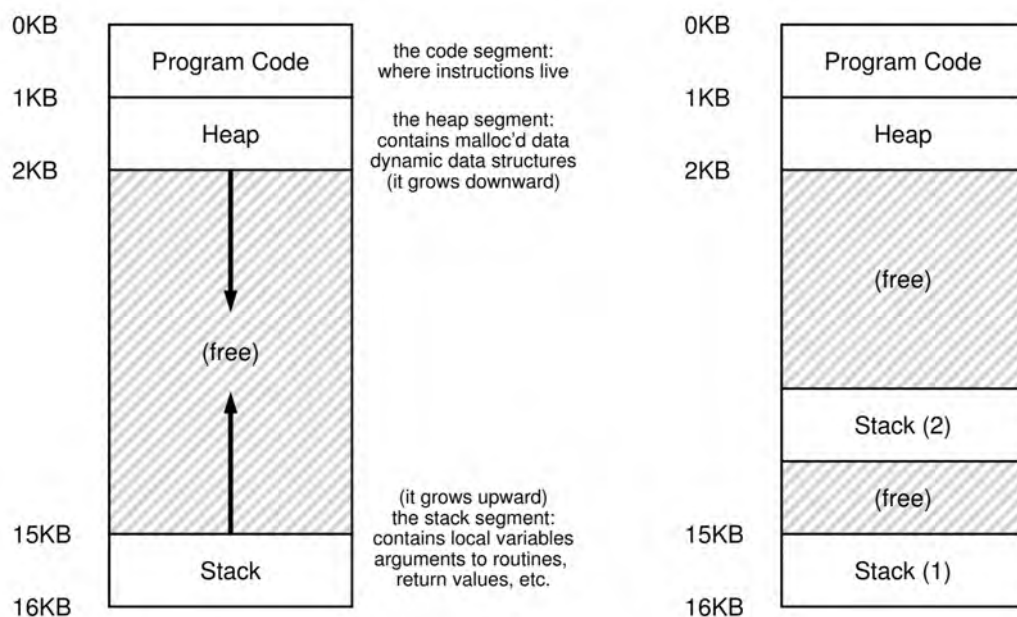 0KB
Program Code
1KB
Heap
2KB
(free)
15KB
Stack
16KB
the code segment:
where instructions live
the heap segment:
contains malloc'd data
dynamic data structures
(it grows downward)
(it grows upward)
the stack segment:
contains local variables
arguments to routines,
return values, etc.
0KB
Program Code
1KB
Heap
2KB
(free)
Stack (2)
(free)
15KB
Stack (1)
16KB